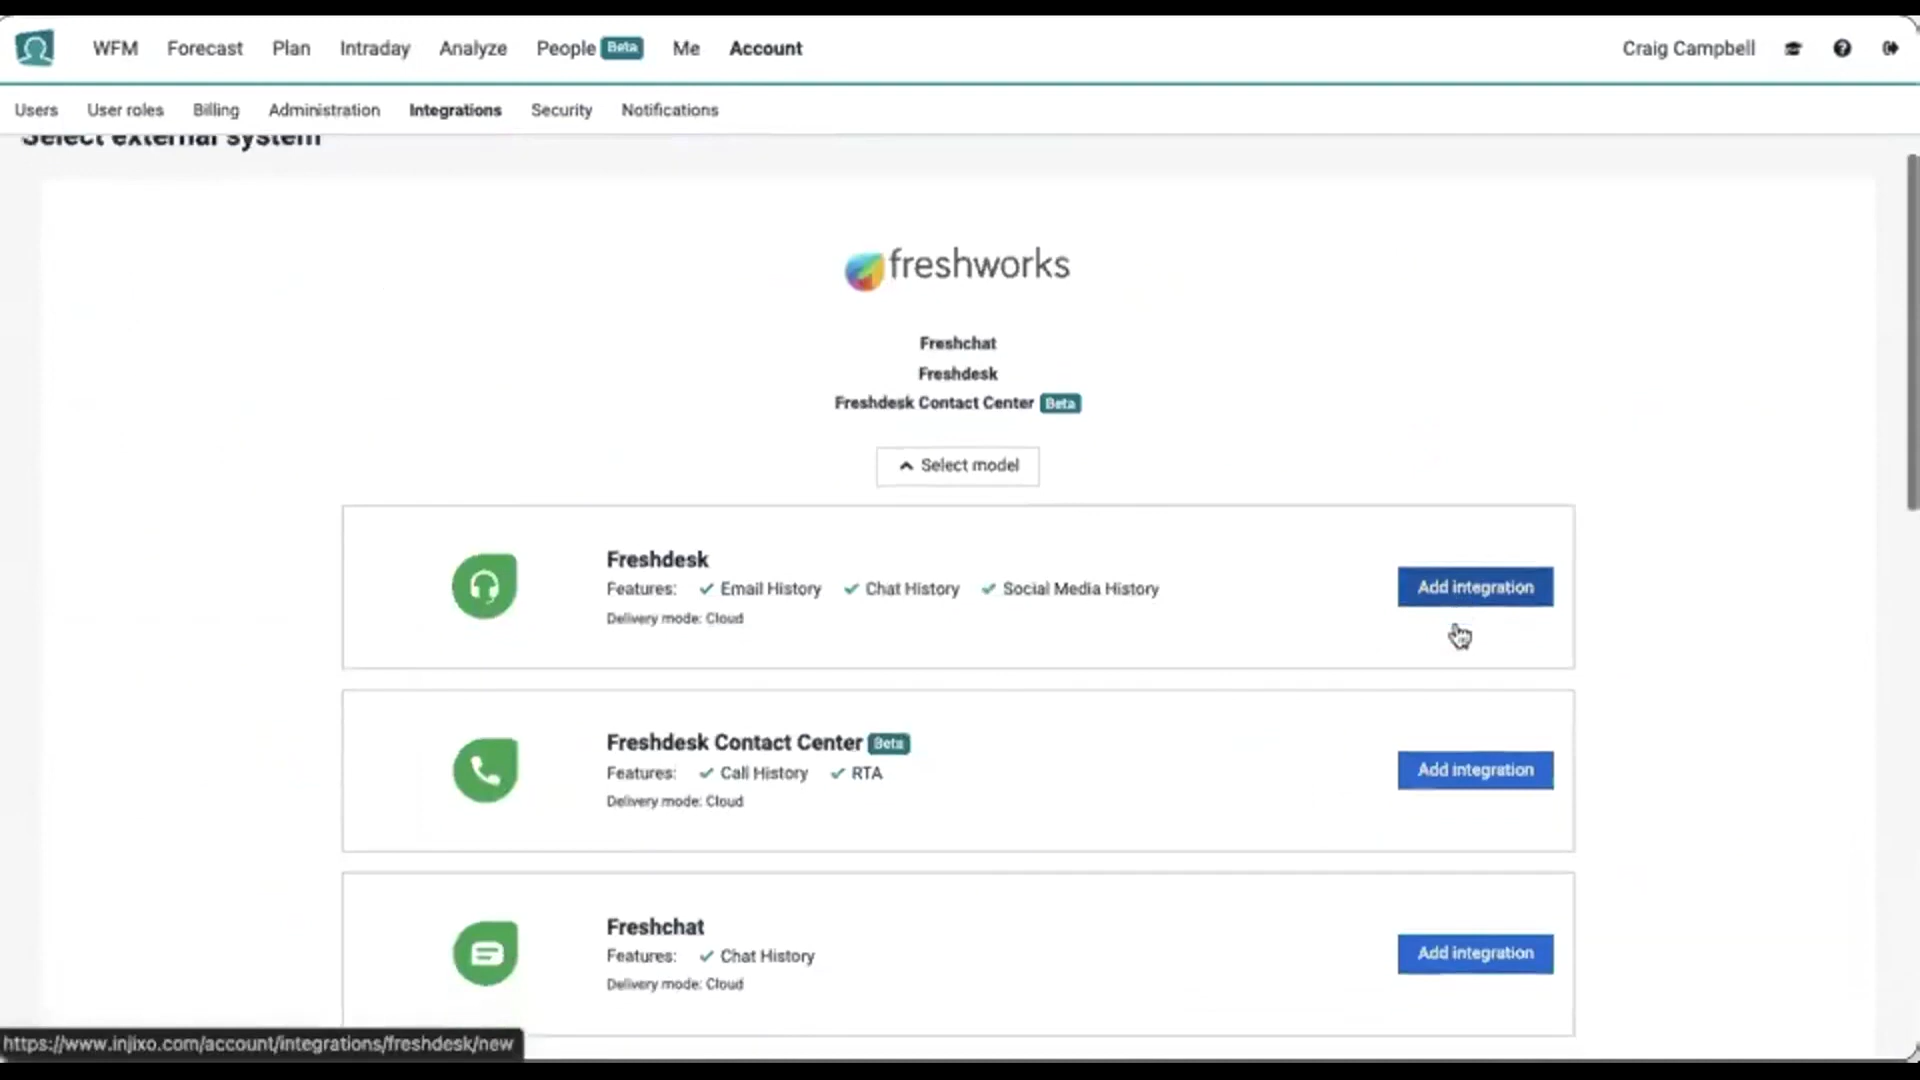 WFM Forecast Plan Intraday Analyze People Beta Me Account Craig Campbell
Users User roles Billing Administration Integrations Security Notifications
Select external system
freshworks
Freshchat
Freshdesk
Freshdesk Contact Center Beta
Select model
Freshdesk
Features: Email History Chat History Social Media History
Delivery mode: Cloud
Add integration
Freshdesk Contact Center Beta
Features: Call History RTA
Delivery mode: Cloud
Add integration
Freshchat
Features: Chat History
Delivery mode: Cloud
Add integration
https://www.injixo.com/account/integrations/freshdesk/new